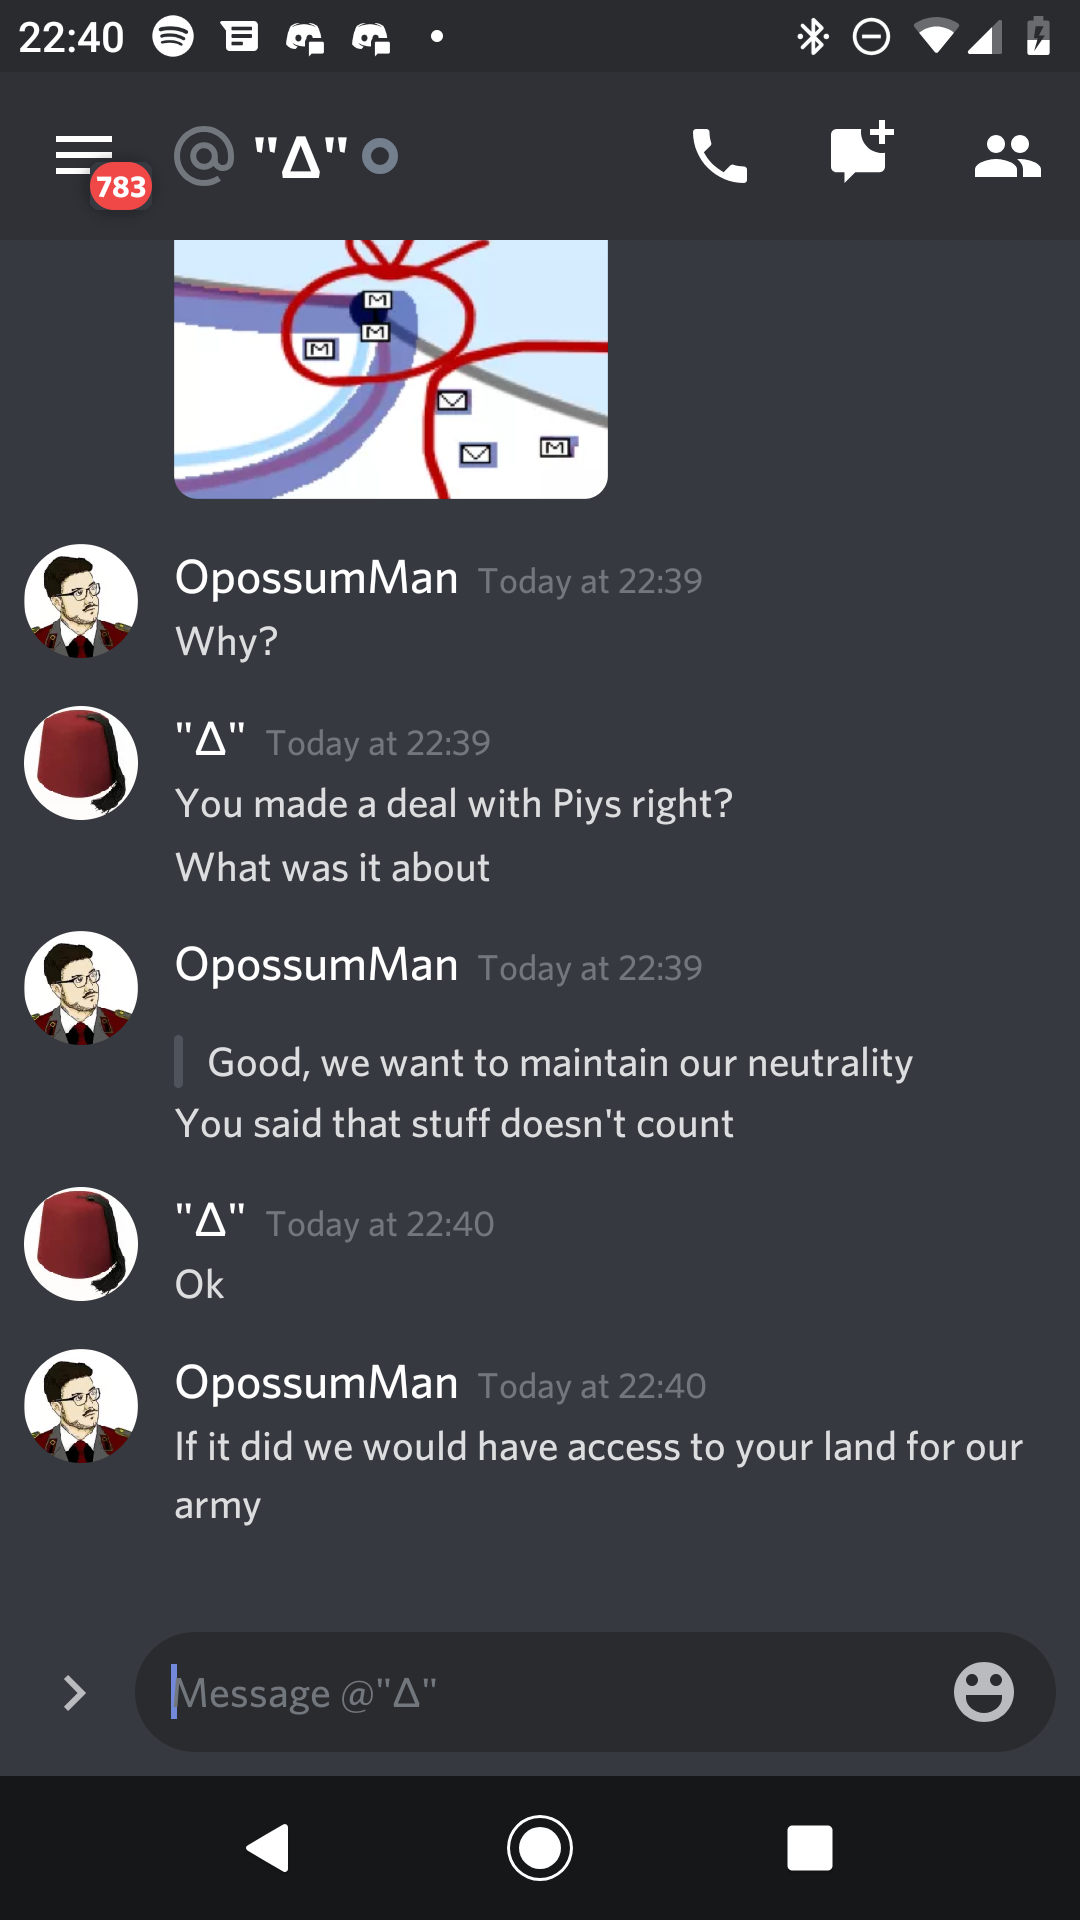 22:40
783
@ "Δ"
M
M
M
M
OpossumMan Today at 22:39
Why?
"Δ" Today at 22:39
You made a deal with Piys right?
What was it about
OpossumMan Today at 22:39
Good, we want to maintain our neutrality
You said that stuff doesn't count
"Δ" Today at 22:40
Ok
OpossumMan Today at 22:40
If it did we would have access to your land for our
army
Message @"Δ"